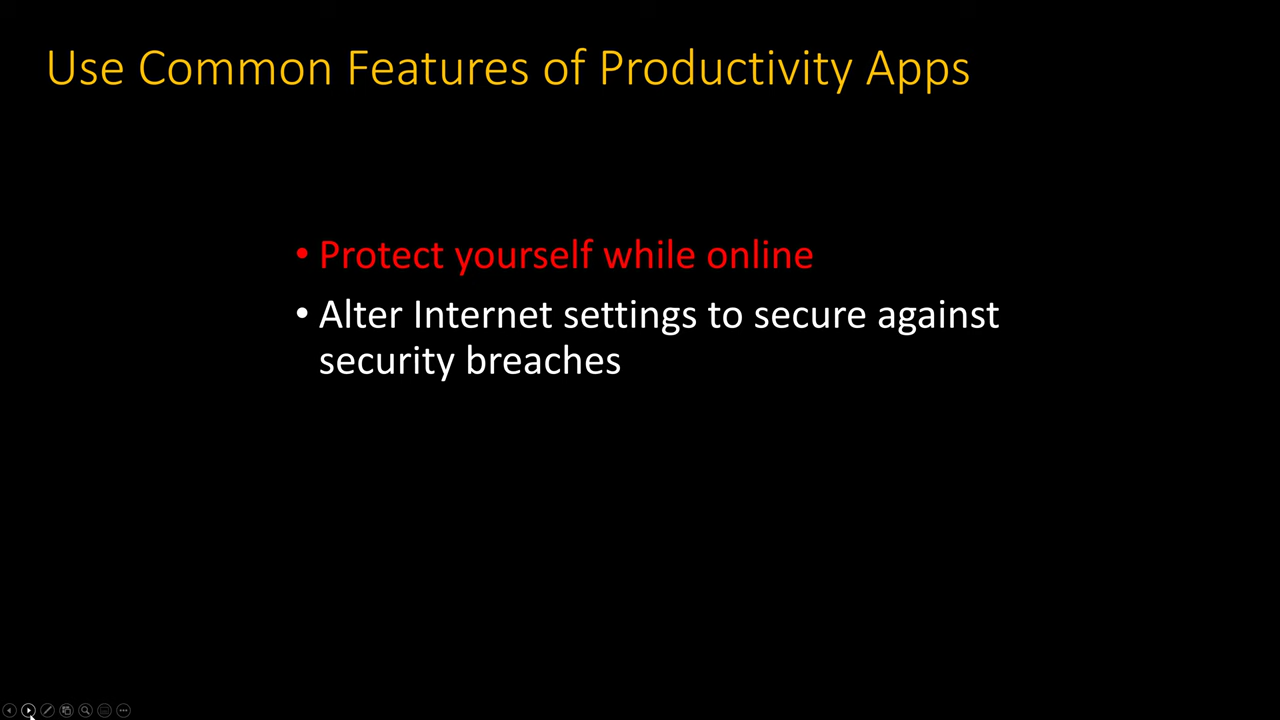 Use Common Features of Productivity Apps
• Protect yourself while online
• Alter Internet settings to secure against
security breaches